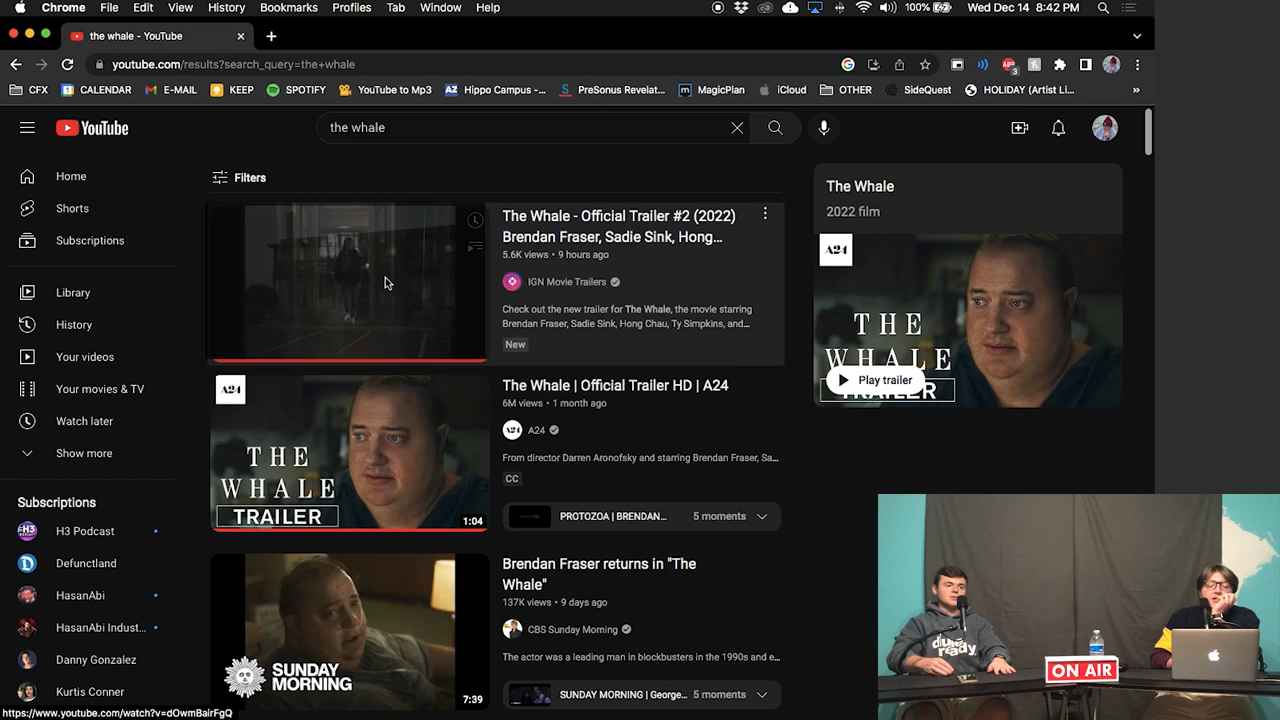 Chrome File Edit View History Bookmarks Profiles Tab Window Help 100% Wed Dec 14 8:42 PM
the whale - YouTube
youtube.com/results?search_query=the+whale
3
CFX CALENDAR E-MAIL KEEP SPOTIFY YouTube to Mp3 AZ Hippo Campus -... S PreSonus Revelat... m MagicPlan iCloud OTHER SideQuest HOLIDAY (Artist Li... »
YouTube
the whale
Home
Shorts
Subscriptions
Library
History
Your videos
Your movies & TV
Watch later
Show more
Subscriptions
H3 Podcast
Defunctland
HasanAbi
HasanAbi Indust...
Danny Gonzalez
Kurtis Conner
https://www.youtube.com/watch?v=dOwmBairFgQ
Filters
The Whale - Official Trailer #2 (2022)
Brendan Fraser, Sadie Sink, Hong...
5.6K views • 9 hours ago
IGN Movie Trailers
Check out the new trailer for The Whale, the movie starring
Brendan Fraser, Sadie Sink, Hong Chau, Ty Simpkins, and...
New
A24
THE
WHALE
TRAILER
1:04
The Whale | Official Trailer HD | A24
6M views • 1 month ago
A24
From director Darren Aronofsky and starring Brendan Fraser, Sa...
CC
PROTOZOA | BRENDAN... 5 moments
SUNDAY
MORNING
7:39
Brendan Fraser returns in "The
Whale"
137K views • 9 days ago
CBS Sunday Morning
The actor was a leading man in blockbusters in the 1990s and e...
SUNDAY MORNING | George... 5 moments
The Whale
2022 film
A24
THE
WHALE
Play trailer
TRAILER
ready
ON AIR